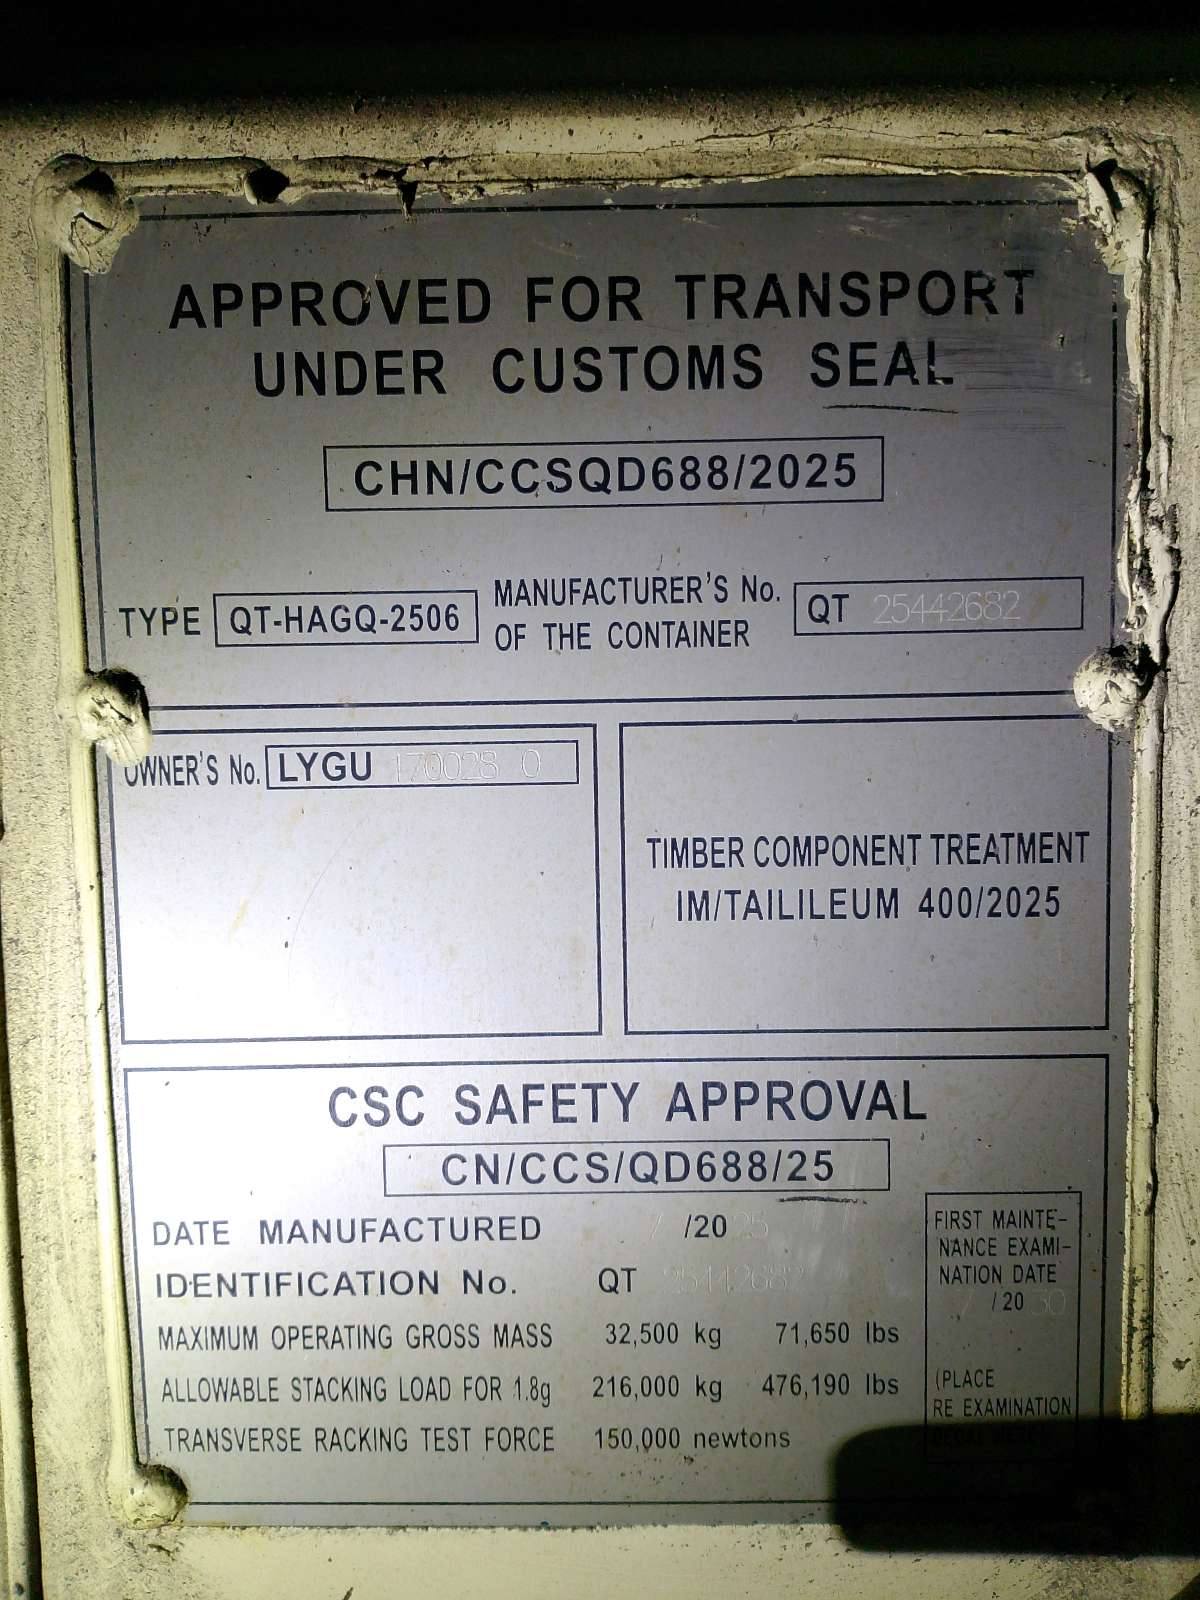 APPROVED FOR TRANSPORT
UNDER CUSTOMS SEAL
CHN/CCSQD688/2025
TYPE QT-HAGQ-2506
MANUFACTURER'S No.
OF THE CONTAINER
QT 25442682
OWNER'S No. LYGU 170028 0
TIMBER COMPONENT TREATMENT
IM/TAILILEUM 400/2025
CSC SAFETY APPROVAL
CN/CCS/QD688/25
DATE MANUFACTURED 7/2025
IDENTIFICATION No. QT 25442682
MAXIMUM OPERATING GROSS MASS 32,500 kg 71,650 lbs
ALLOWABLE STACKING LOAD FOR 1.8g 216,000 kg 476,190 lbs
TRANSVERSE RACKING TEST FORCE 150,000 newtons
FIRST MAINTE-
NANCE EXAMI-
NATION DATE
/2030
(PLACE
RE EXAMINATION